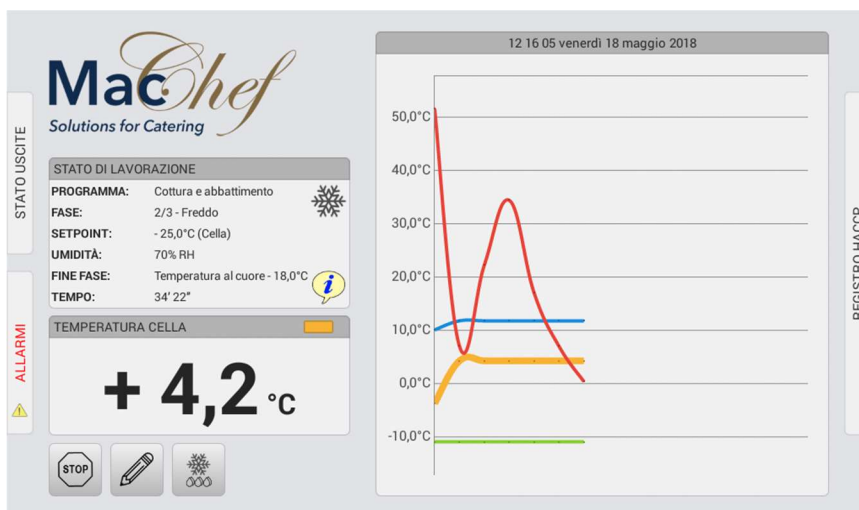 12 16 05 venerdì 18 maggio 2018
MacChef
Solutions for Catering
STATO USCITE
ALLARMI
STATO DI LAVORAZIONE
PROGRAMMA: Cottura e abbattimento
FASE: 2/3 - Freddo
SETPOINT: - 25,0°C (Cella)
UMIDITÀ: 70% RH
FINE FASE: Temperatura al cuore - 18,0°C
TEMPO: 34' 22"
i
TEMPERATURA CELLA
+ 4,2 °C
STOP
50,0°C
40,0°C
30,0°C
20,0°C
10,0°C
0,0°C
-10,0°C
REGISTRO HACCP